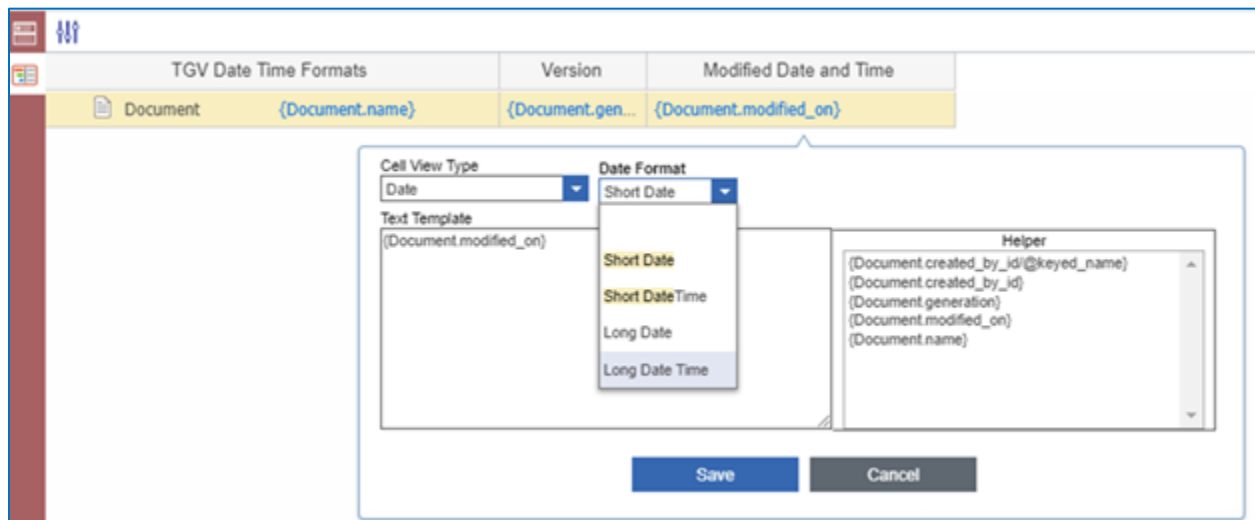 TGV Date Time Formats Version Modified Date and Time
Document {Document.name} {Document.gen... {Document.modified_on}
Cell View Type Date Format
Date Short Date
Text Template
{Document.modified_on}
Short Date
Short DateTime
Long Date
Long Date Time
Helper
{Document.created_by_id/@keyed_name}
{Document.created_by_id}
{Document.generation}
{Document.modified_on}
{Document.name}
Save Cancel